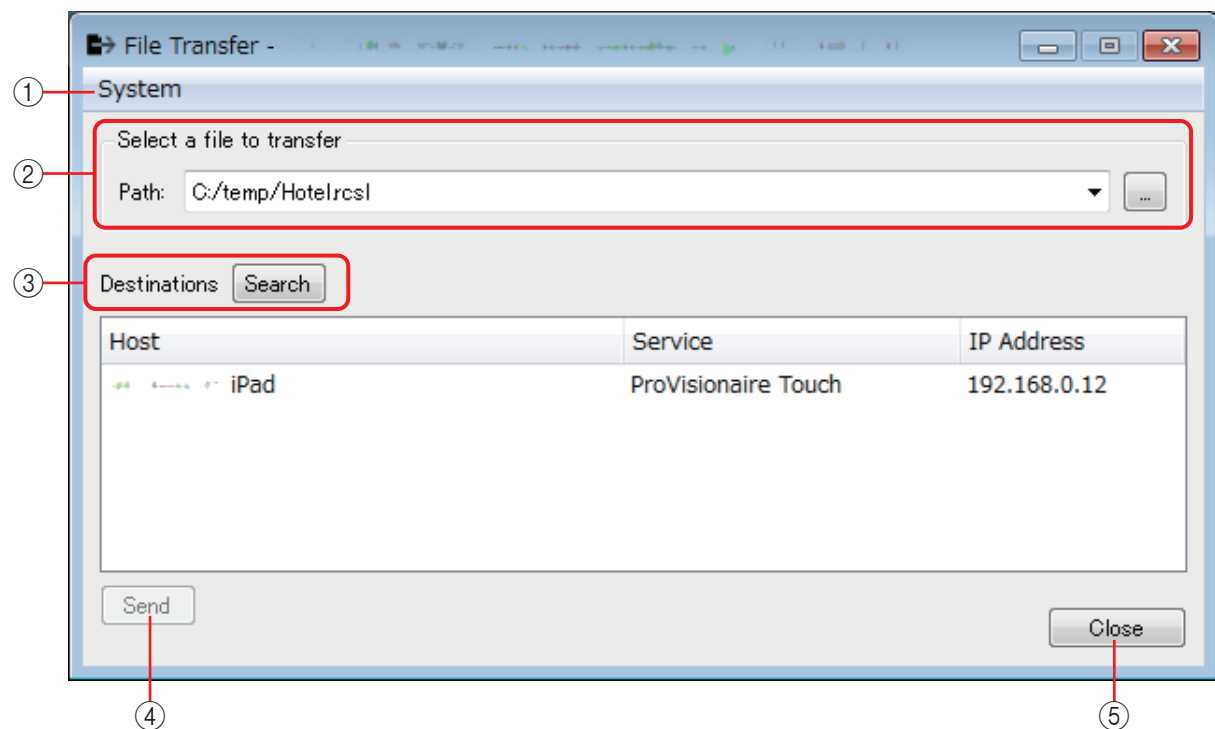 File Transfer -
① System
Select a file to transfer
② Path: C:/temp/Hotel.rcsl ...
③ Destinations Search
Host Service IP Address
iPad ProVisionaire Touch 192.168.0.12
Send
Close
④ ⑤